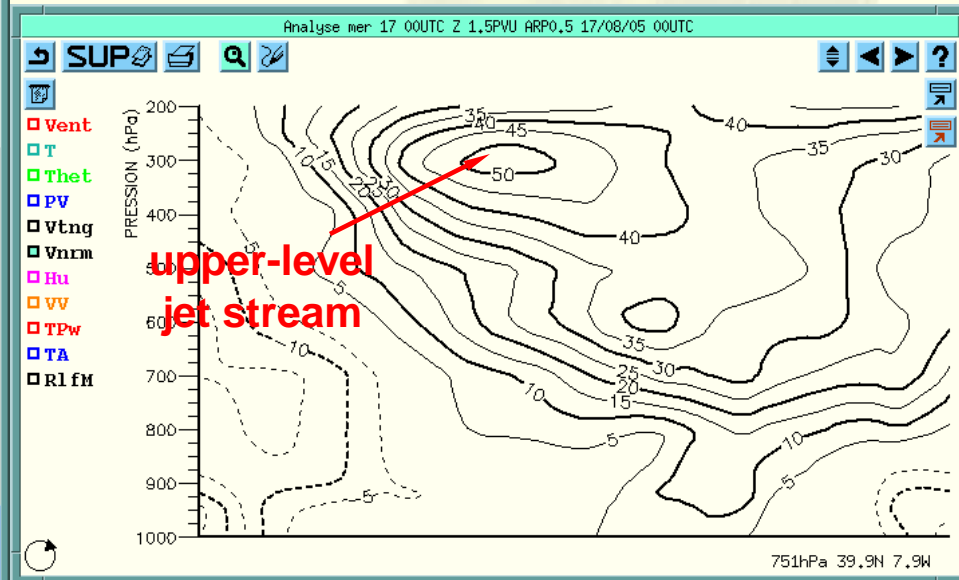 Analyse mer 17 00UTC Z 1.5PVU ARP0.5 17/08/05 00UTC
SUP
?
Vent
T
Thet
PV
Vtng
Vnrm
Hu
VV
TPw
TA
RlfM
PRESSION (hPa)
200
300
400
500
600
700
800
900
1000
10
15
20
25
30
35
40
45
50
40
35
30
40
5
5
10
5
35
30
25
20
15
10
5
10
5
upper-level
jet stream
751hPa 39.9N 7.9W